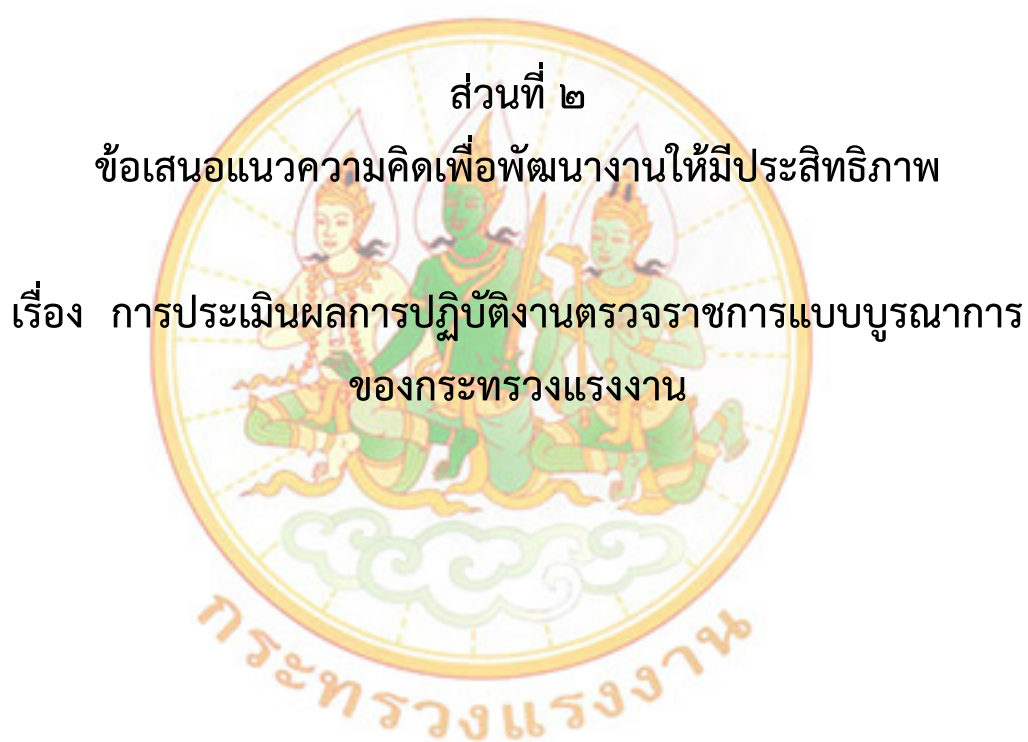 ส่วนที่ ๒
ข้อเสนอแนวความคิดเพื่อพัฒนางานให้มีประสิทธิภาพ
เรื่อง การประเมินผลการปฏิบัติงานตรวจราชการแบบบูรณาการ
ของกระทรวงแรงงาน
กระทรวงแรงงาน